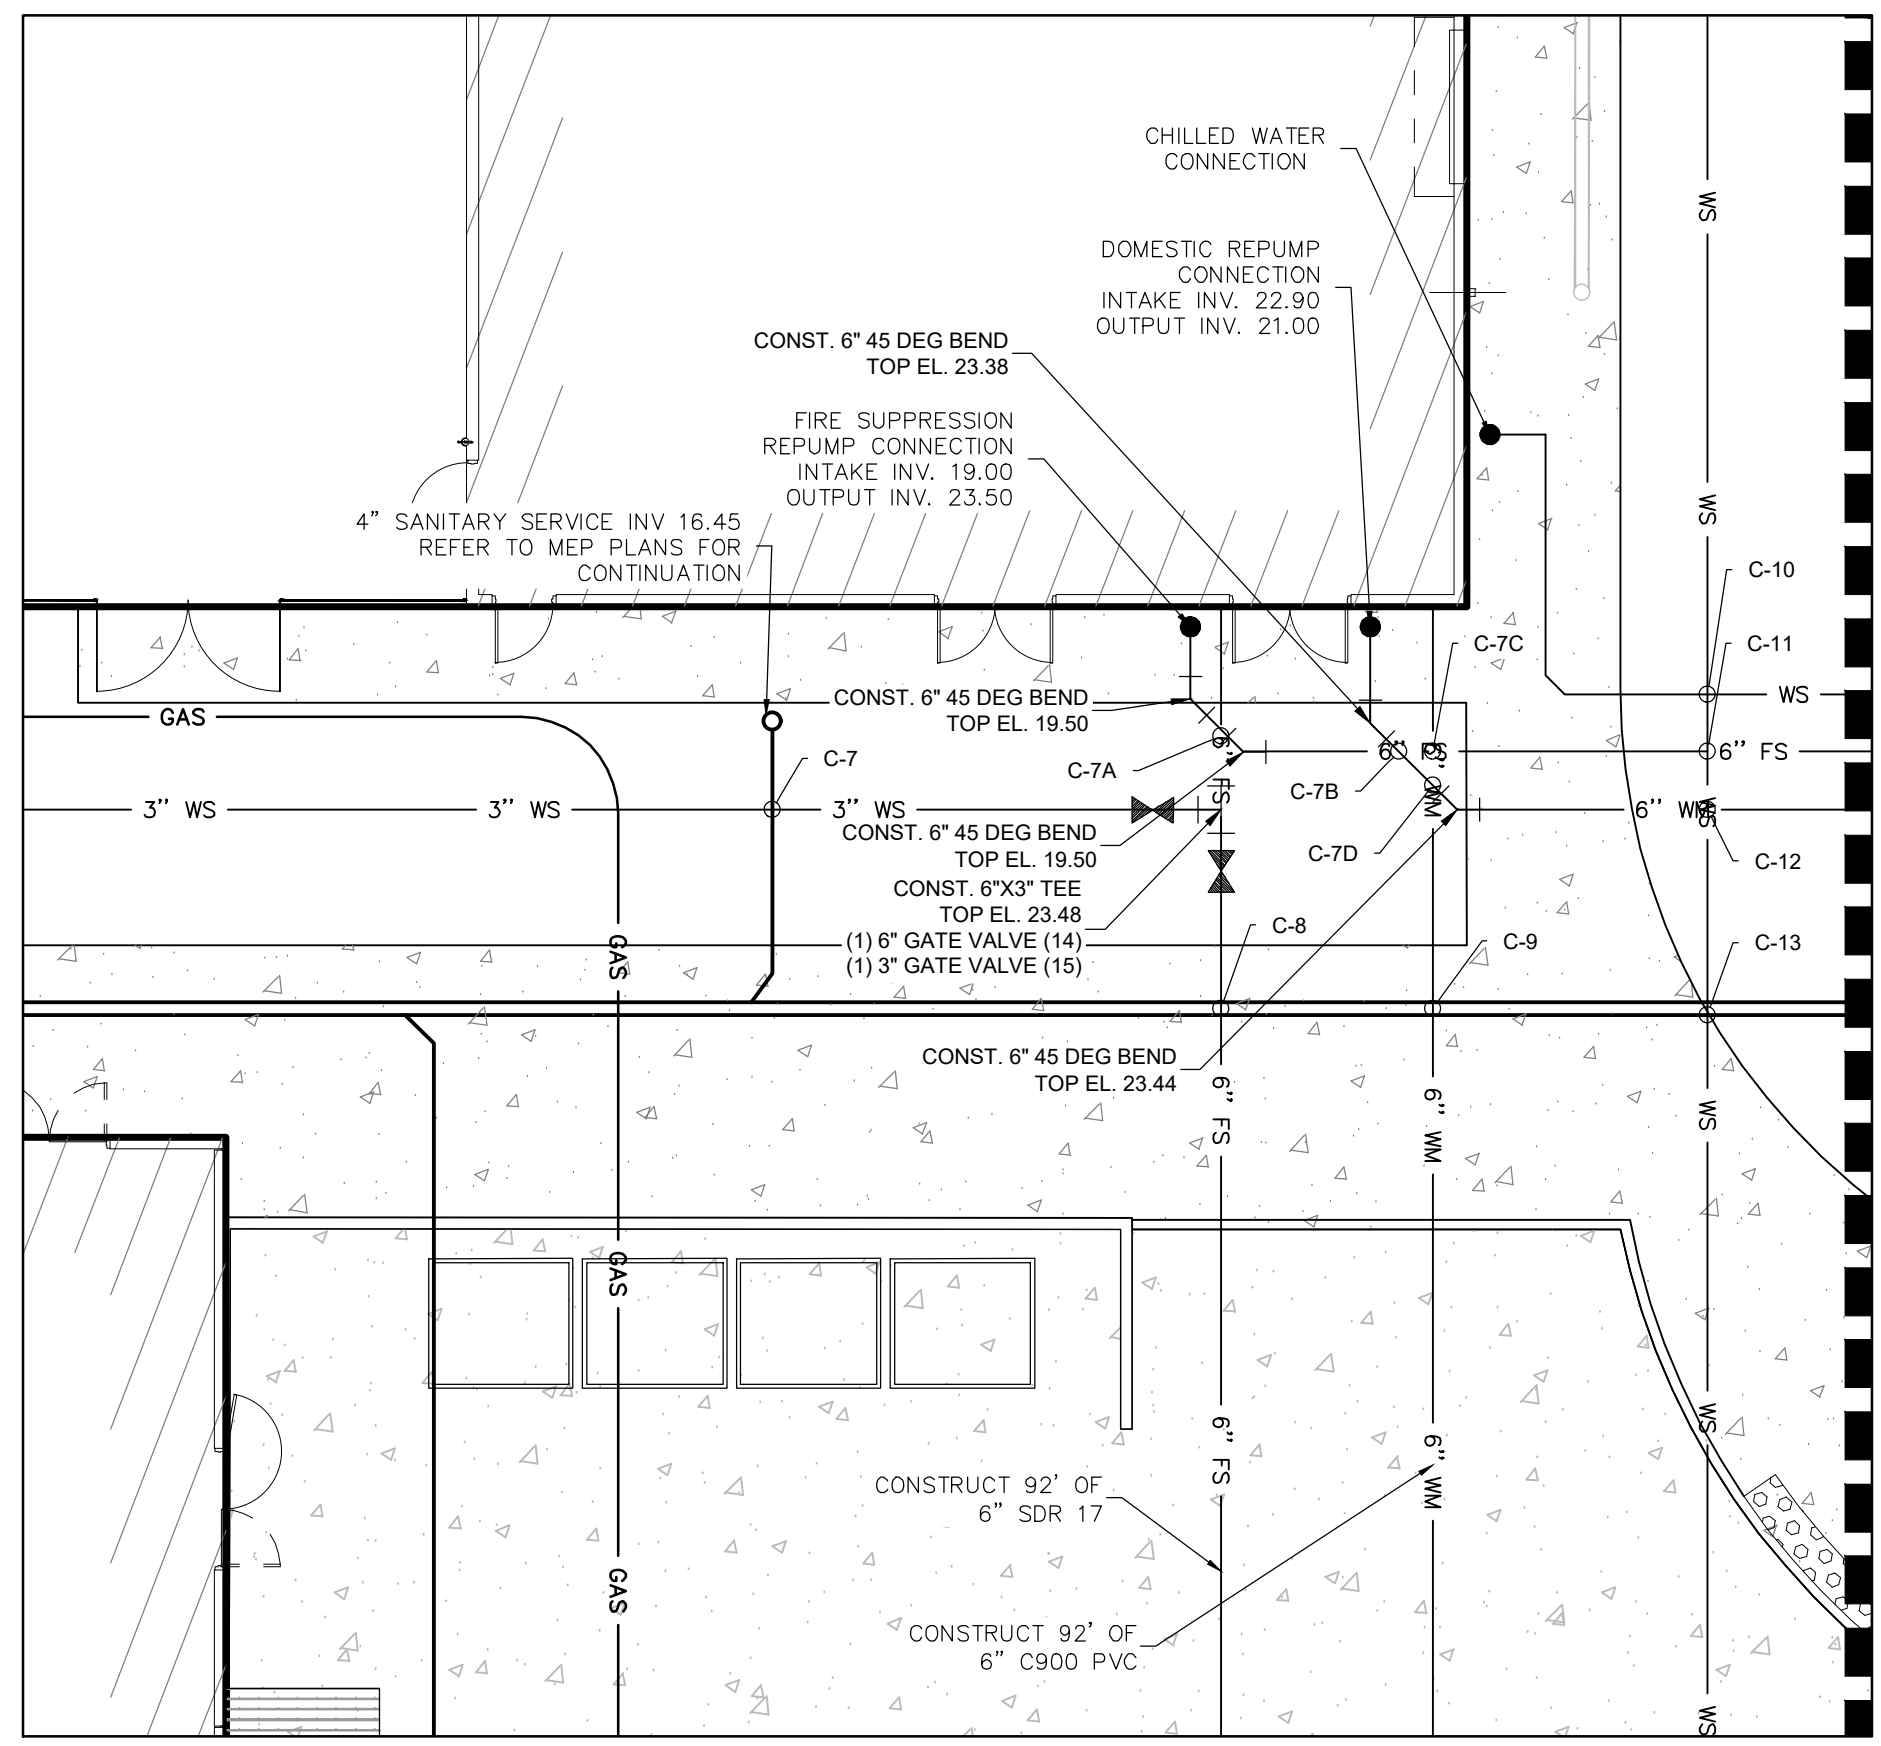 CHILLED WATER
CONNECTION
DOMESTIC REPUMP
CONNECTION
INTAKE INV. 22.90
OUTPUT INV. 21.00
CONST. 6" 45 DEG BEND
TOP EL. 23.38
FIRE SUPPRESSION
REPUMP CONNECTION
INTAKE INV. 19.00
OUTPUT INV. 23.50
4" SANITARY SERVICE INV 16.45
REFER TO MEP PLANS FOR
CONTINUATION
WS
WS
C-10
C-11
C-7C
WS
CONST. 6" 45 DEG BEND
TOP EL. 19.50
GAS
C-7
C-7A
6" FS
6" FS
6" WM
6" FS
C-7B
3" WS
3" WS
3" WS
6" WM
WS
CONST. 6" 45 DEG BEND
TOP EL. 19.50
C-7D
C-12
CONST. 6"X3" TEE
TOP EL. 23.48
(1) 6" GATE VALVE (14)
(1) 3" GATE VALVE (15)
C-8
C-9
C-13
GAS
CONST. 6" 45 DEG BEND
TOP EL. 23.44
6" FS
6" WM
WS
GAS
6" FS
6" WM
WS
CONSTRUCT 92' OF
6" SDR 17
GAS
CONSTRUCT 92' OF
6" C900 PVC
WS